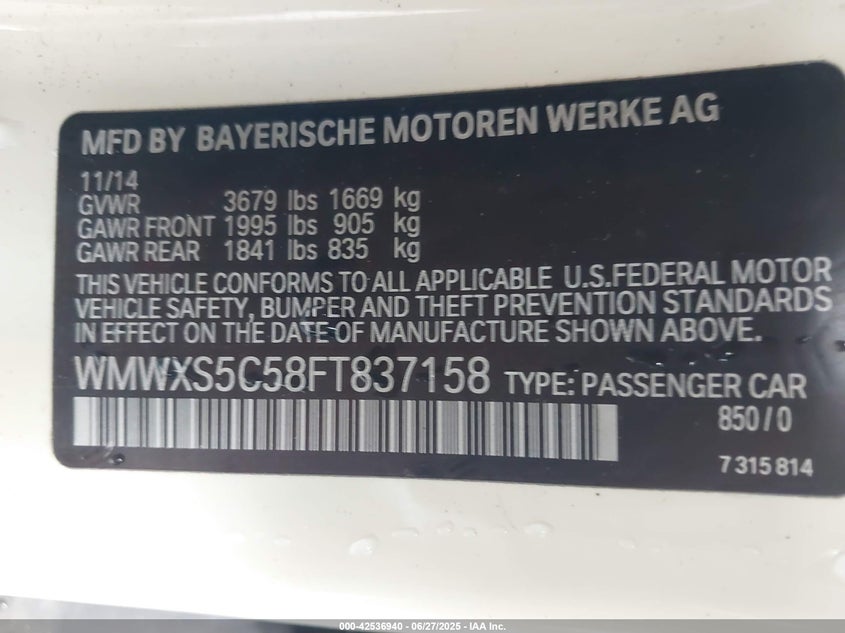 MFD BY BAYERISCHE MOTOREN WERKE AG
11/14
GVWR 3679 lbs 1669 kg
GAWR FRONT 1995 lbs 905 kg
GAWR REAR 1841 lbs 835 kg
THIS VEHICLE CONFORMS TO ALL APPLICABLE U.S.FEDERAL MOTOR
VEHICLE SAFETY, BUMPER AND THEFT PREVENTION STANDARDS
IN EFFECT ON THE DATE OF MANUFACTURE SHOWN ABOVE.
WMWXS5C58FT837158 TYPE: PASSENGER CAR
850/0
7 315 814
000-42536940 - 06/27/2025 - IAA Inc.